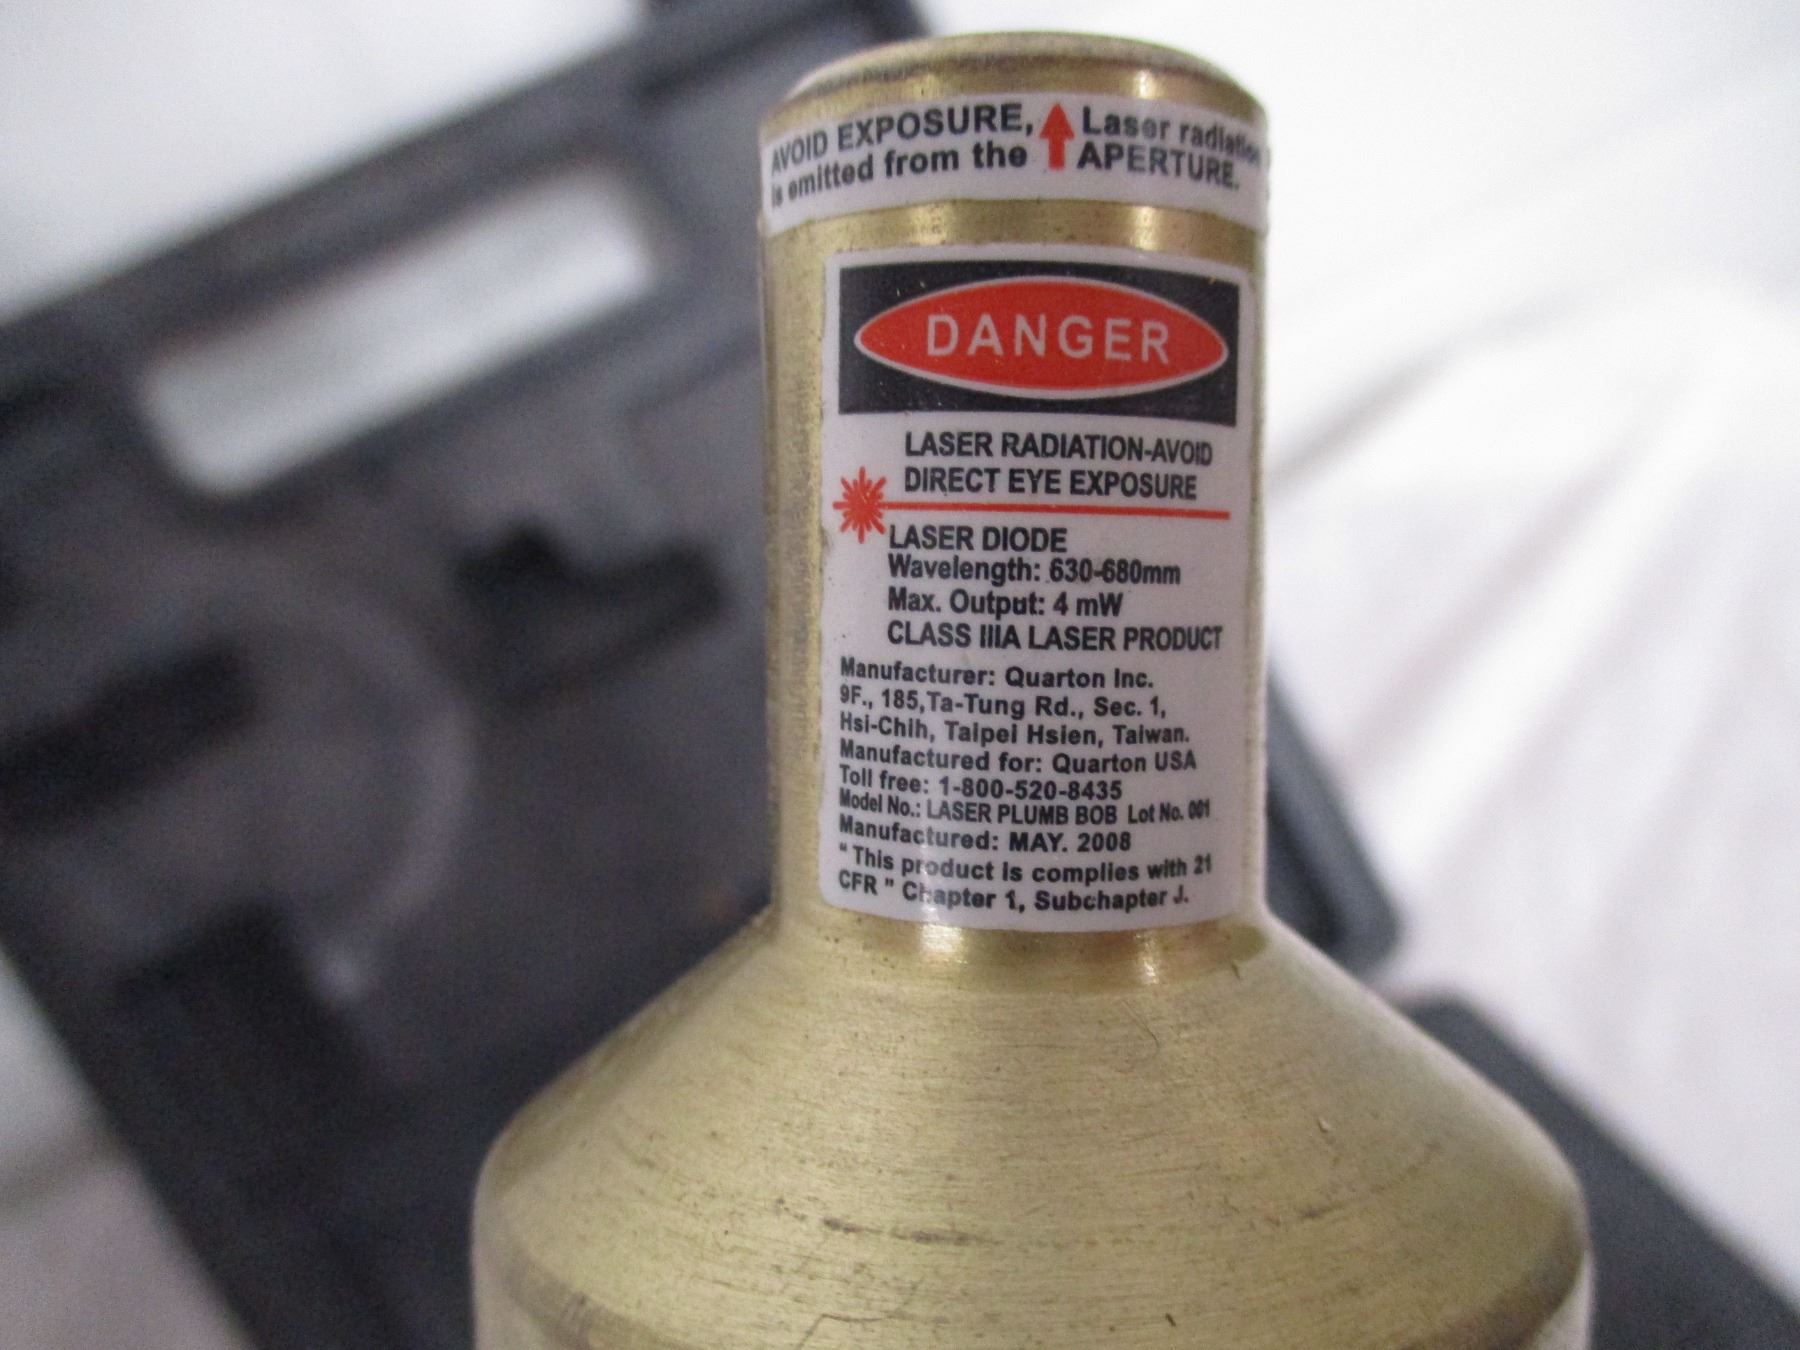 AVOID EXPOSURE, Laser radiation
is emitted from the APERTURE.
DANGER
LASER RADIATION-AVOID
DIRECT EYE EXPOSURE
LASER DIODE
Wavelength: 630-680mm
Max. Output: 4 mW
CLASS IIIA LASER PRODUCT
Manufacturer: Quarton Inc.
9F., 185,Ta-Tung Rd., Sec. 1,
Hsi-Chih, Taipei Hsien, Taiwan.
Manufactured for: Quarton USA
Toll free: 1-800-520-8435
Model No.: LASER PLUMB BOB Lot No. 001
Manufactured: MAY. 2008
" This product is complies with 21
CFR " Chapter 1, Subchapter J.